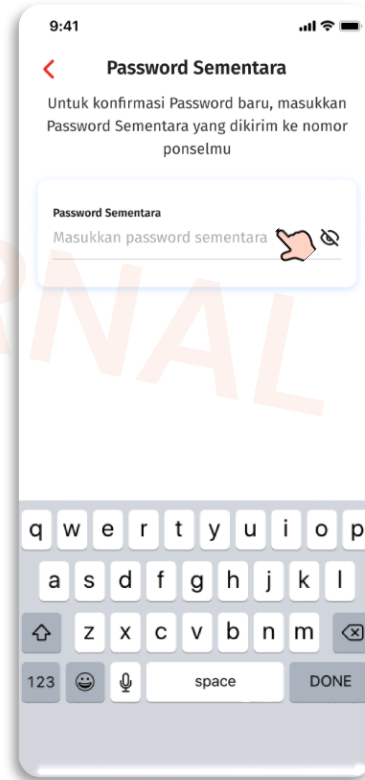 9:41
Password Sementara
Untuk konfirmasi Password baru, masukkan
Password Sementara yang dikirim ke nomor
ponselmu
Password Sementara
Masukkan password sementara
RNAL
q w e r t y u i o p
a s d f g h j k l
z x c v b n m
123 space DONE